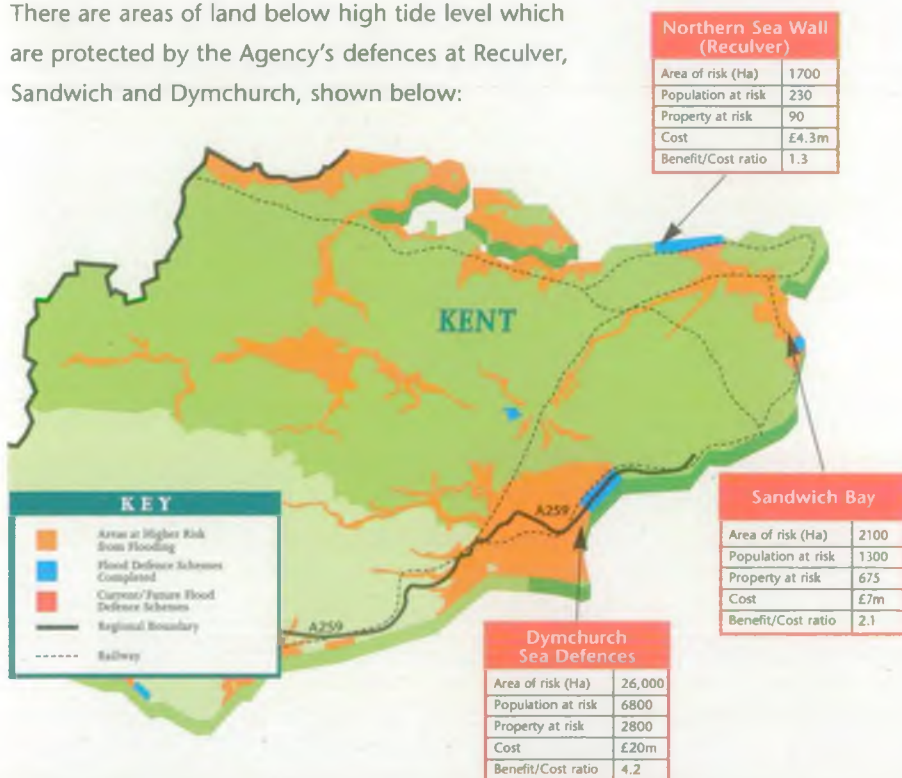 There are areas of land below high tide level which
are protected by the Agency's defences at Reculver,
Sandwich and Dymchurch, shown below:
Northern Sea Wall
(Reculver)
Area of risk (Ha) 1700
Population at risk 230
Property at risk 90
Cost £4.3m
Benefit/Cost ratio 1.3
KENT
A259
Sandwich Bay
Area of risk (Ha) 2100
Population at risk 1300
Property at risk 675
Cost £7m
Benefit/Cost ratio 2.1
KEY
Areas at Higher Risk
from Flooding
Flood Defence Schemes
Completed
Current/Future Flood
Defence Schemes
Regional Boundary
Railway
A259
Dymchurch
Sea Defences
Area of risk (Ha) 26,000
Population at risk 6800
Property at risk 2800
Cost £20m
Benefit/Cost ratio 4.2